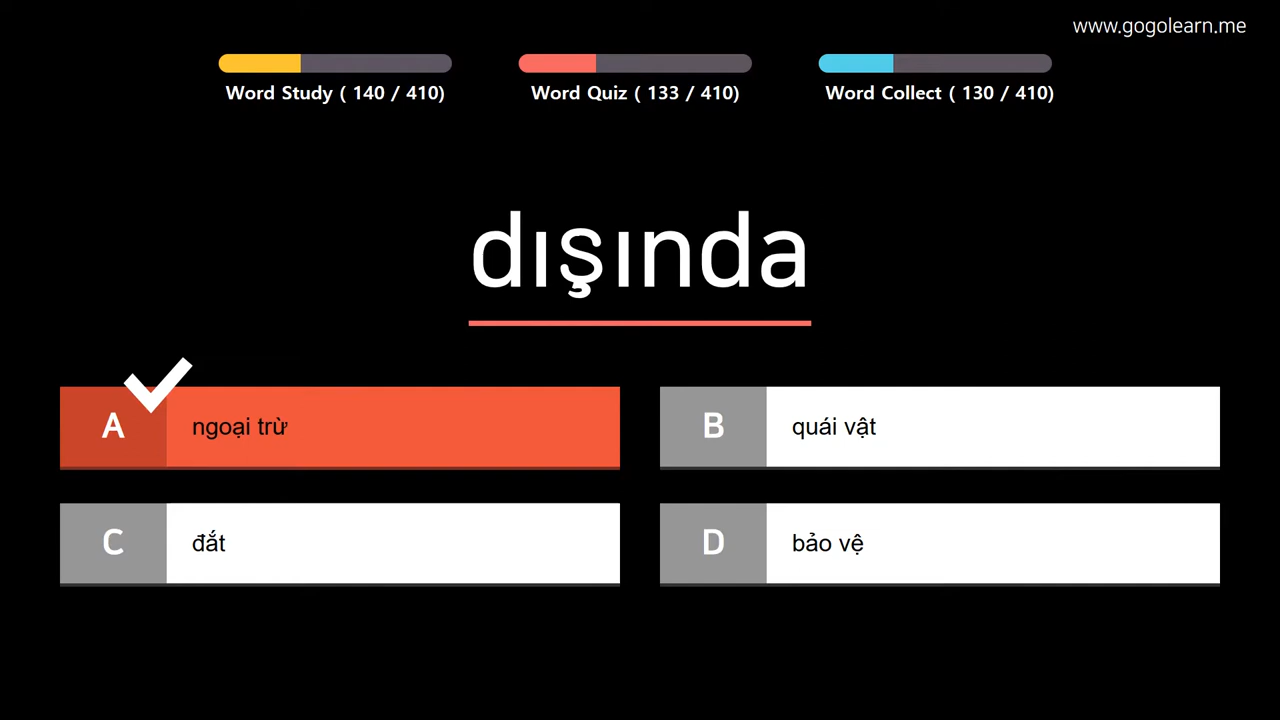 www.gogolearn.me
Word Study ( 140 / 410)
Word Quiz ( 133 / 410)
Word Collect ( 130 / 410)
dışında
A ngoại trừ
B quái vật
C đắt
D bảo vệ